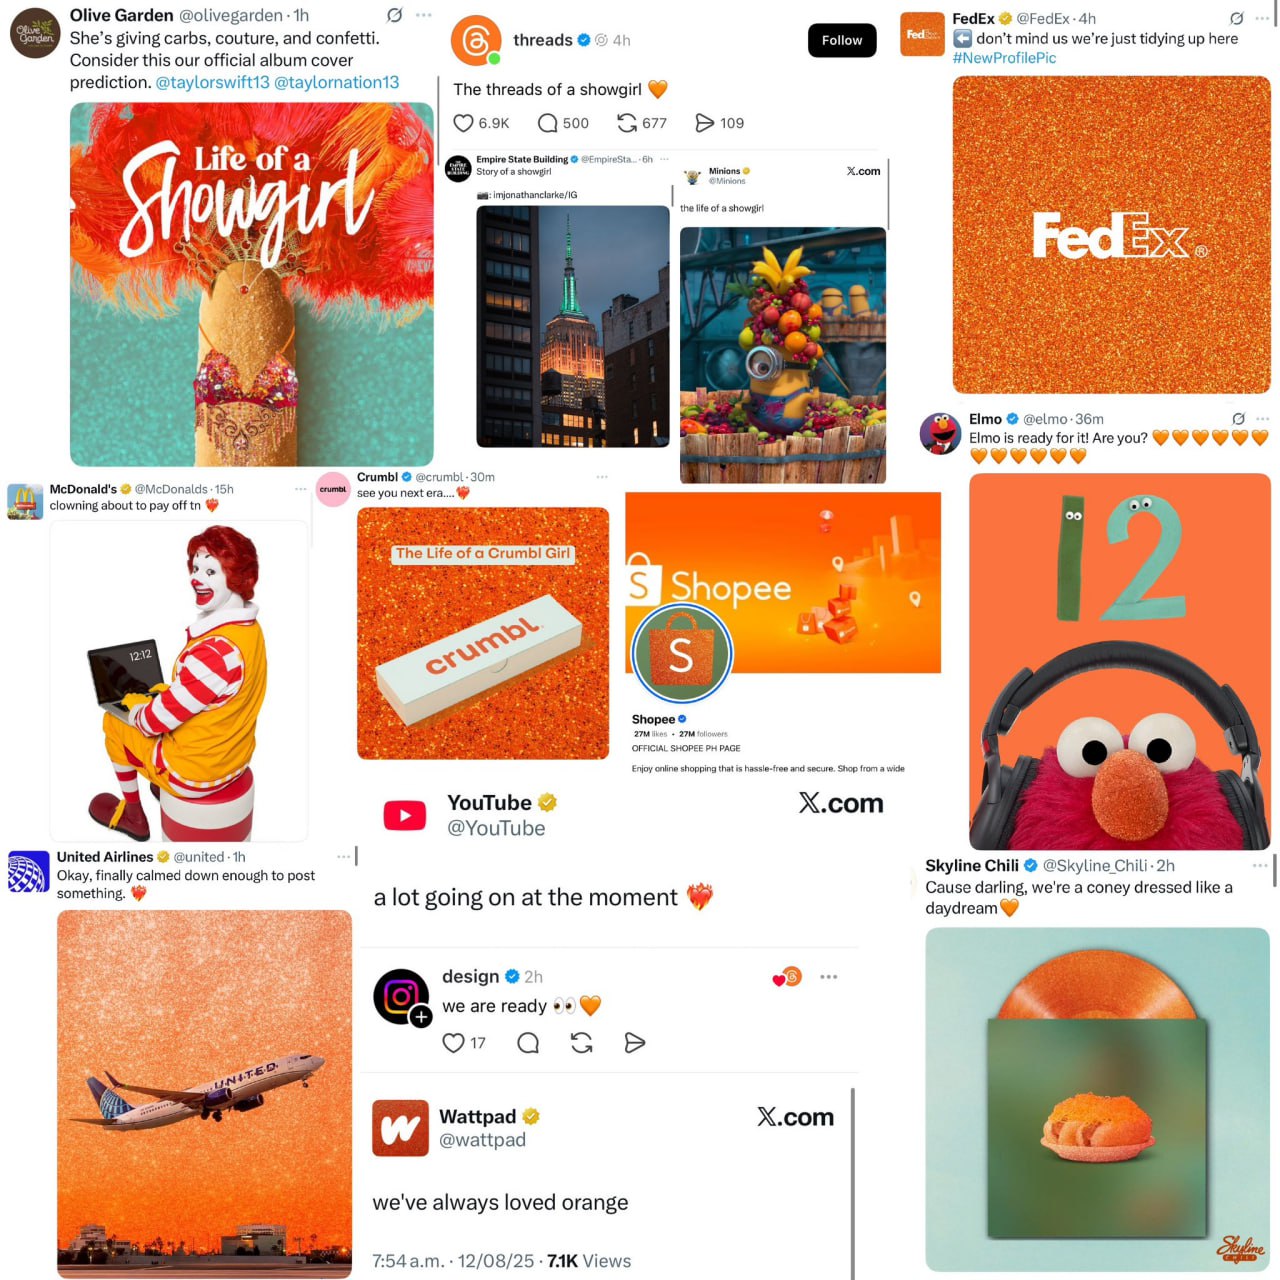 Olive Garden @olivegarden · 1h
She's giving carbs, couture, and confetti.
Consider this our official album cover
prediction. @taylorswift13 @taylornation13
Life of a
Showgirl
threads 4h
Follow
The threads of a showgirl 🧡
6.9K 500 677 109
Empire State Building @EmpireSta... · 6h
Story of a showgirl
📷: imjonathanclarke/IG
Minions
@Minions
X.com
the life of a showgirl
FedEx @FedEx · 4h
⬅️ don't mind us we're just tidying up here
#NewProfilePic
FedEx®
Elmo @elmo · 36m
Elmo is ready for it! Are you? 🧡🧡🧡🧡🧡🧡
🧡🧡🧡🧡🧡🧡
12
McDonald's @McDonalds · 15h
clowning about to pay off tn ❤️‍🔥
12:12
crumbl
Crumbl @crumbl · 30m
see you next era....❤️‍🔥
The Life of a Crumbl Girl
crumbl
S Shopee
S
Shopee
27M likes • 27M followers
OFFICIAL SHOPEE PH PAGE
Enjoy online shopping that is hassle-free and secure. Shop from a wide
YouTube
@YouTube
X.com
a lot going on at the moment ❤️‍🔥
United Airlines @united · 1h
Okay, finally calmed down enough to post
something. ❤️‍🔥
UNITED
design 2h
we are ready 👀🧡
17
Wattpad
@wattpad
X.com
we've always loved orange
7:54 a.m. · 12/08/25 · 7.1K Views
Skyline Chili @Skyline_Chili · 2h
Cause darling, we're a coney dressed like a
daydream🧡
Skyline
CHILI